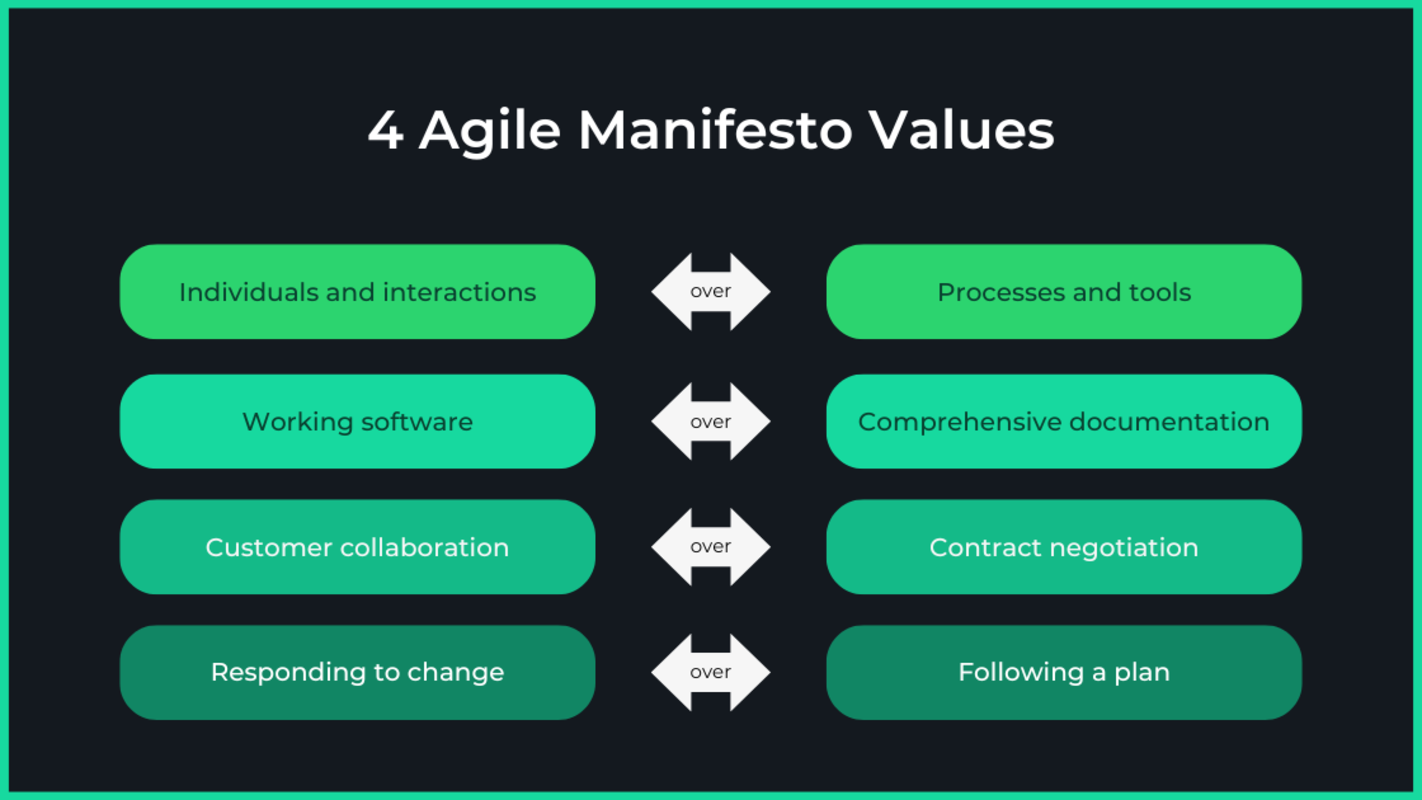 4 Agile Manifesto Values
Individuals and interactions over Processes and tools
Working software over Comprehensive documentation
Customer collaboration over Contract negotiation
Responding to change over Following a plan